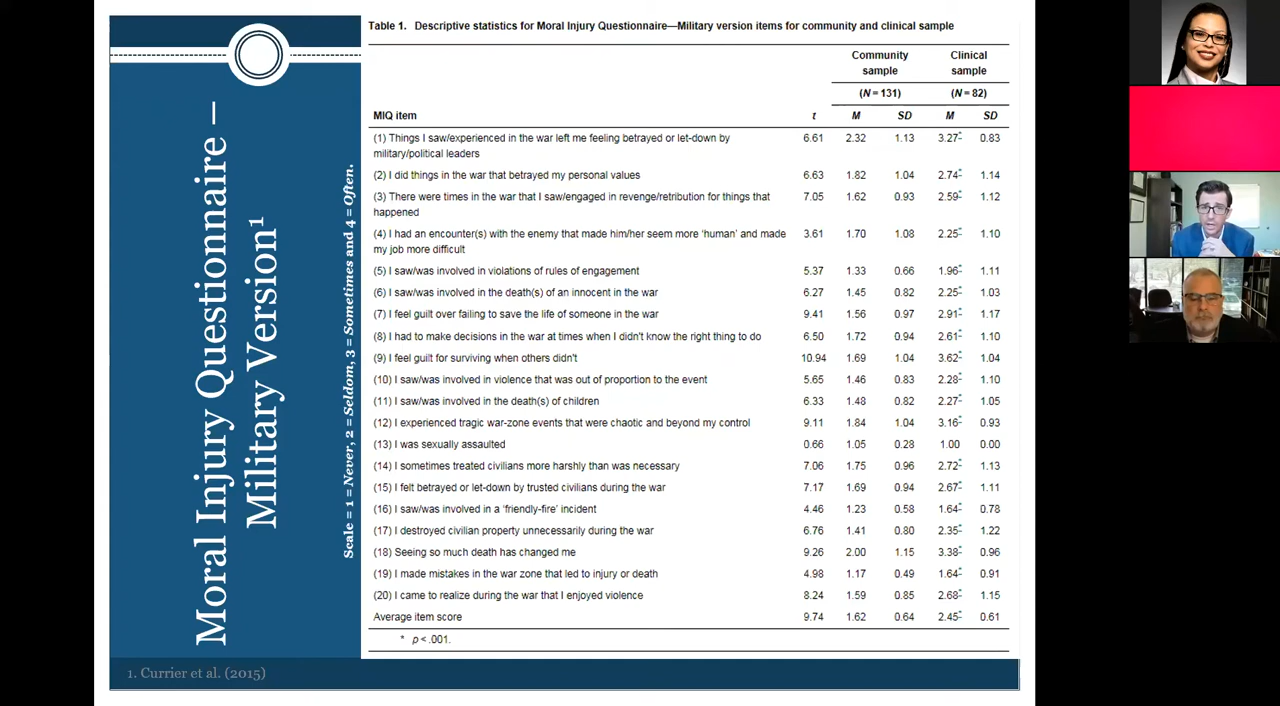 Moral Injury Questionnaire –
Military Version¹
Scale = 1 = Never, 2 = Seldom, 3 = Sometimes and 4 = Often.
Table 1. Descriptive statistics for Moral Injury Questionnaire—Military version items for community and clinical sample
Community sample Clinical sample
(N = 131) (N = 82)
MIQ item t M SD M SD
(1) Things I saw/experienced in the war left me feeling betrayed or let-down by 6.61 2.32 1.13 3.27* 0.83
military/political leaders
(2) I did things in the war that betrayed my personal values 6.63 1.82 1.04 2.74* 1.14
(3) There were times in the war that I saw/engaged in revenge/retribution for things that 7.05 1.62 0.93 2.59* 1.12
happened
(4) I had an encounter(s) with the enemy that made him/her seem more ‘human’ and made 3.61 1.70 1.08 2.25* 1.10
my job more difficult
(5) I saw/was involved in violations of rules of engagement 5.37 1.33 0.66 1.96* 1.11
(6) I saw/was involved in the death(s) of an innocent in the war 6.27 1.45 0.82 2.25* 1.03
(7) I feel guilt over failing to save the life of someone in the war 9.41 1.56 0.97 2.91* 1.17
(8) I had to make decisions in the war at times when I didn't know the right thing to do 6.50 1.72 0.94 2.61* 1.10
(9) I feel guilt for surviving when others didn't 10.94 1.69 1.04 3.62* 1.04
(10) I saw/was involved in violence that was out of proportion to the event 5.65 1.46 0.83 2.28* 1.10
(11) I saw/was involved in the death(s) of children 6.33 1.48 0.82 2.27* 1.05
(12) I experienced tragic war-zone events that were chaotic and beyond my control 9.11 1.84 1.04 3.16* 0.93
(13) I was sexually assaulted 0.66 1.05 0.28 1.00 0.00
(14) I sometimes treated civilians more harshly than was necessary 7.06 1.75 0.96 2.72* 1.13
(15) I felt betrayed or let-down by trusted civilians during the war 7.17 1.69 0.94 2.67* 1.11
(16) I saw/was involved in a ‘friendly-fire’ incident 4.46 1.23 0.58 1.64* 0.78
(17) I destroyed civilian property unnecessarily during the war 6.76 1.41 0.80 2.35* 1.22
(18) Seeing so much death has changed me 9.26 2.00 1.15 3.38* 0.96
(19) I made mistakes in the war zone that led to injury or death 4.98 1.17 0.49 1.64* 0.91
(20) I came to realize during the war that I enjoyed violence 8.24 1.59 0.85 2.68* 1.15
Average item score 9.74 1.62 0.64 2.45* 0.61
* p < .001.
1. Currier et al. (2015)